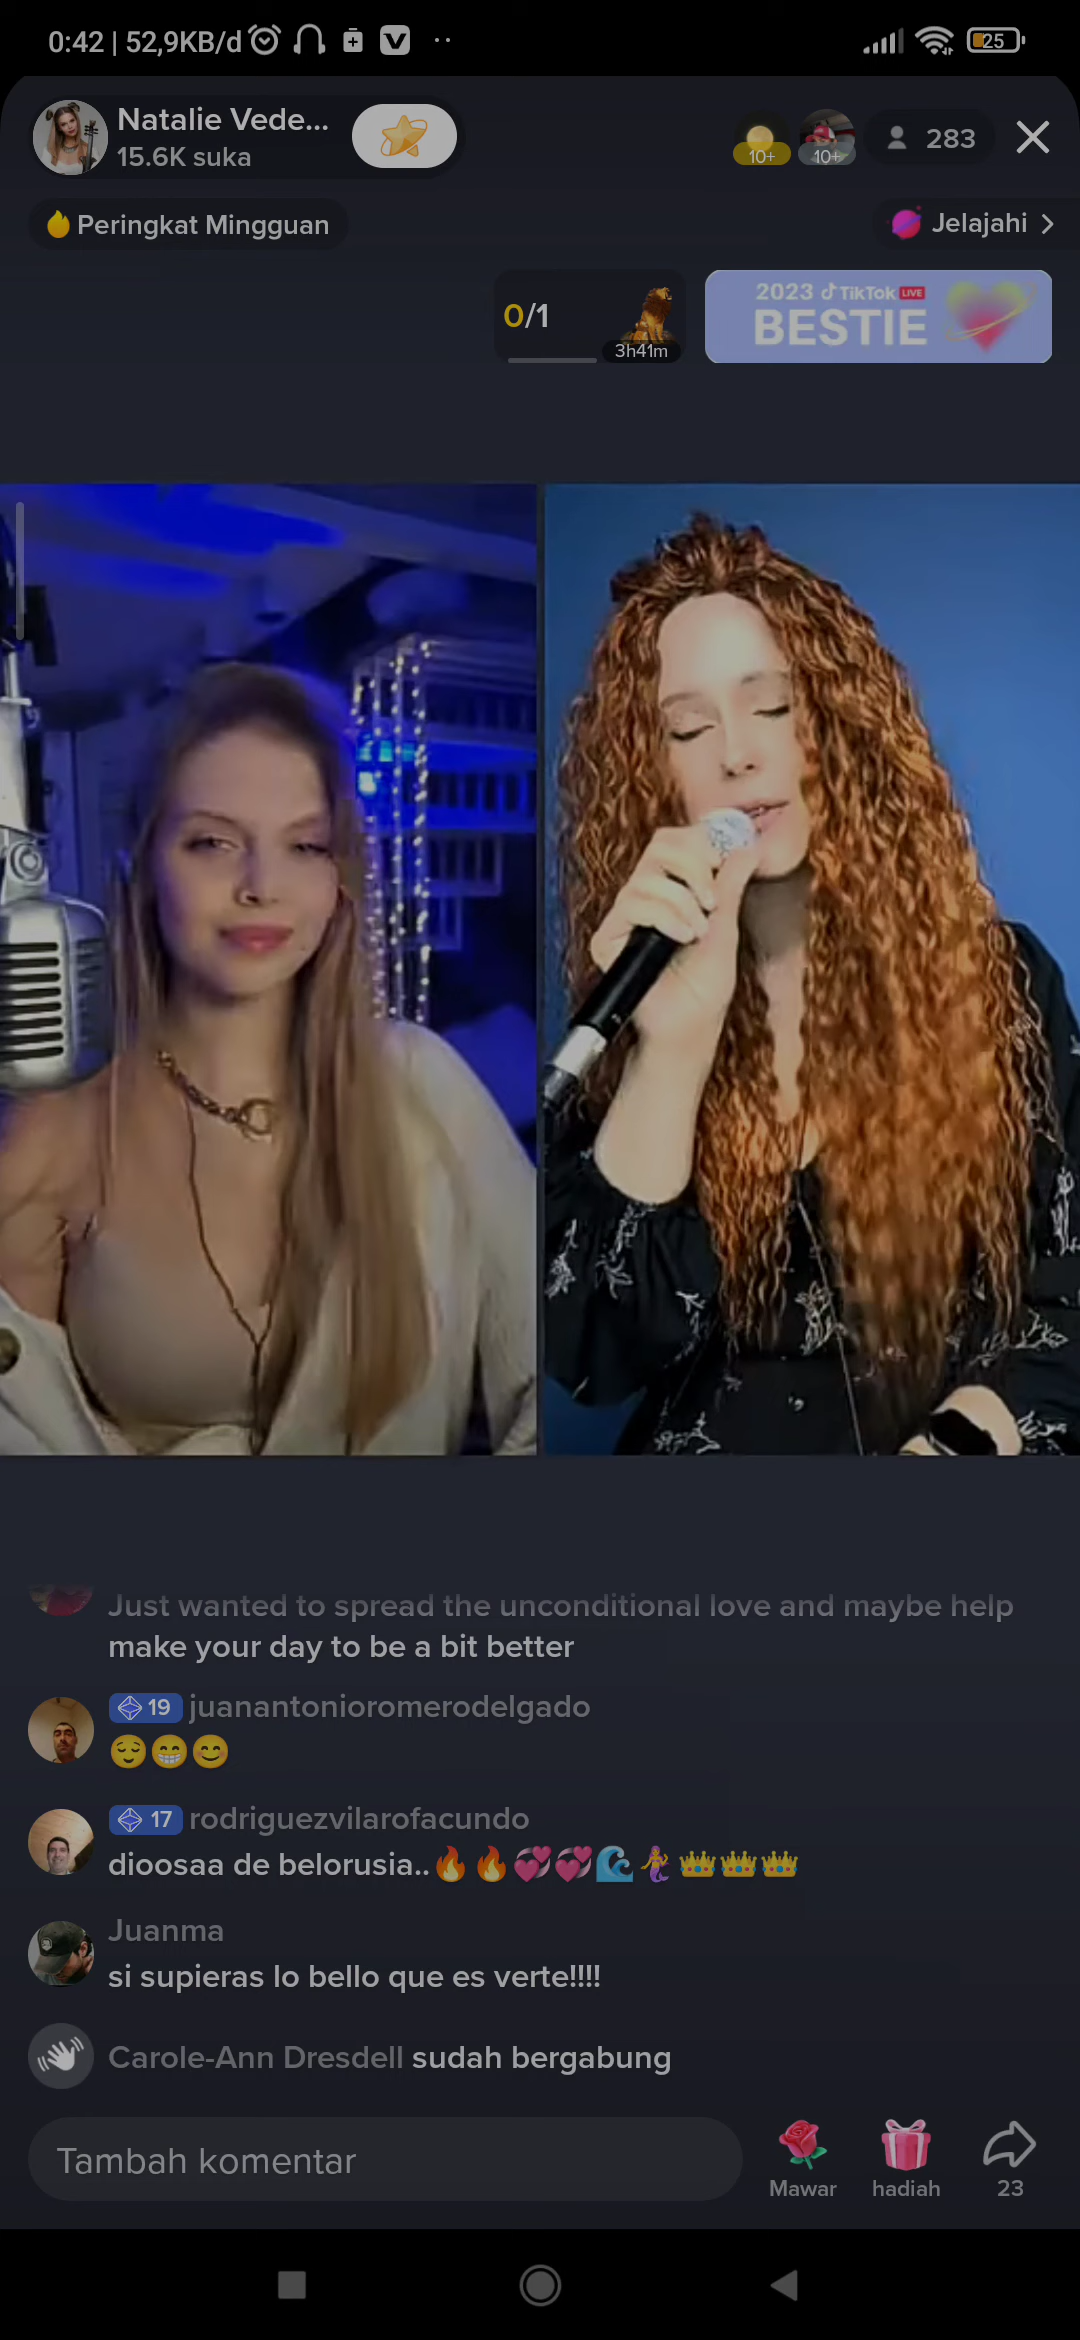 0:42 | 52,9KB/d
25
Natalie Vede...
15.6K suka
10+
10+
283
Peringkat Mingguan
Jelajahi
0/1
3h41m
2023 TikTok LIVE
BESTIE
Just wanted to spread the unconditional love and maybe help
make your day to be a bit better
19 juanantonioromerodelgado
😌😁😊
17 rodriguezvilarofacundo
dioosaa de belorusia..🔥🔥💞💞🌊🧜‍♀️👑👑👑
Juanma
si supieras lo bello que es verte!!!!
Carole-Ann Dresdell sudah bergabung
Tambah komentar
Mawar
hadiah
23